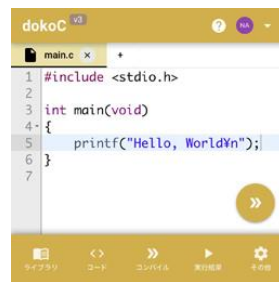 dokoC v3
? NA
main.c × +
1 #include <stdio.h>
2
3 int main(void)
4 {
5 printf("Hello, World¥n");
6 }
7
»
ライブラリ コード コンパイル 実行結果 その他